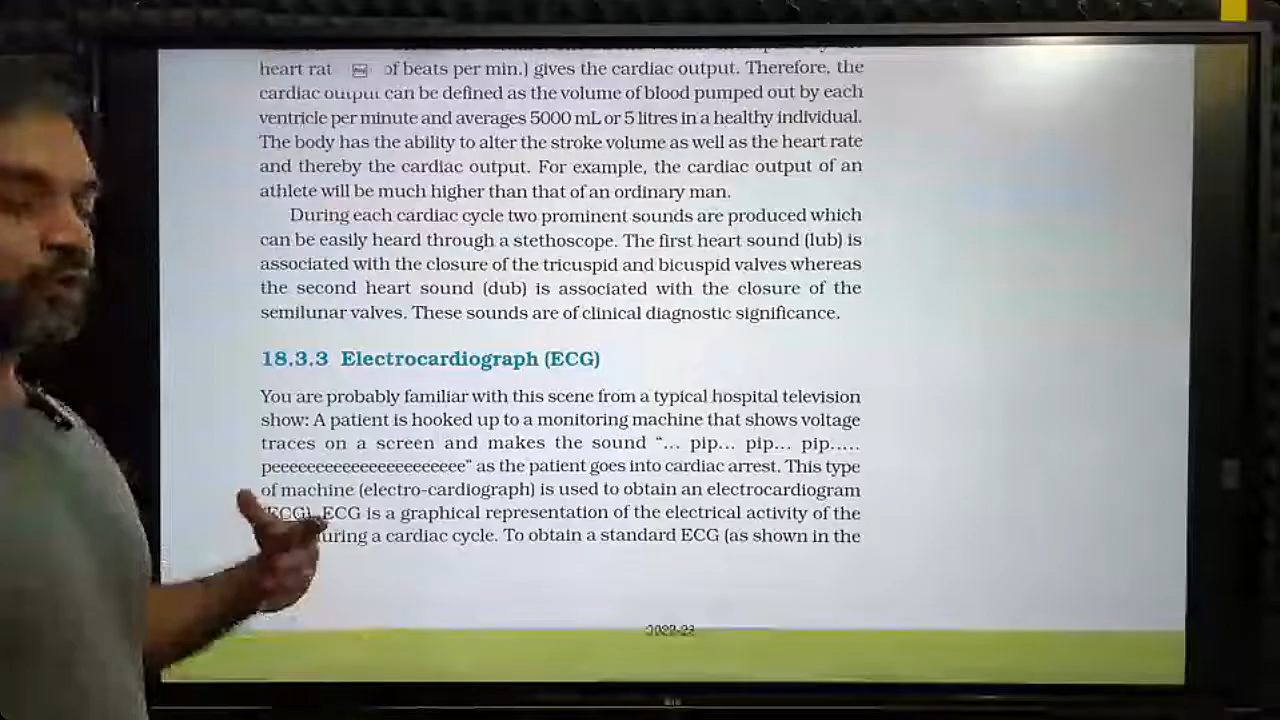 heart rat of beats per min.) gives the cardiac output. Therefore, the
cardiac output can be defined as the volume of blood pumped out by each
ventricle per minute and averages 5000 mL or 5 litres in a healthy individual.
The body has the ability to alter the stroke volume as well as the heart rate
and thereby the cardiac output. For example, the cardiac output of an
athlete will be much higher than that of an ordinary man.
During each cardiac cycle two prominent sounds are produced which
can be easily heard through a stethoscope. The first heart sound (lub) is
associated with the closure of the tricuspid and bicuspid valves whereas
the second heart sound (dub) is associated with the closure of the
semilunar valves. These sounds are of clinical diagnostic significance.
18.3.3 Electrocardiograph (ECG)
You are probably familiar with this scene from a typical hospital television
show: A patient is hooked up to a monitoring machine that shows voltage
traces on a screen and makes the sound “... pip... pip... pip.....
peeeeeeeeeeeeeeeeeeeeee” as the patient goes into cardiac arrest. This type
of machine (electro-cardiograph) is used to obtain an electrocardiogram
(ECG). ECG is a graphical representation of the electrical activity of the
uring a cardiac cycle. To obtain a standard ECG (as shown in the
2022-23